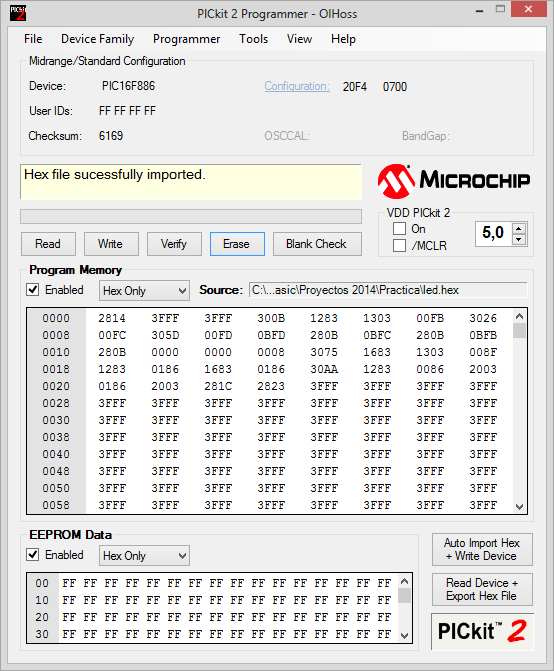 PICkit 2 Programmer - OlHoss
File Device Family Programmer Tools View Help
Midrange/Standard Configuration
Device: PIC16F886 Configuration: 20F4 0700
User IDs: FF FF FF FF
Checksum: 6169 OSCCAL: BandGap:
Hex file sucessfully imported.
MICROCHIP
VDD PICkit 2
On
/MCLR
5,0
Read Write Verify Erase Blank Check
Program Memory
Enabled Hex Only Source: C:\...asic\Proyectos 2014\Practica\led.hex
0000 2814 3FFF 3FFF 300B 1283 1303 00FB 3026
0008 00FC 305D 00FD 0BFD 280B 0BFC 280B 0BFB
0010 280B 0000 0000 0008 3075 1683 1303 008F
0018 1283 0186 1683 0186 30AA 1283 0086 2003
0020 0186 2003 281C 2823 3FFF 3FFF 3FFF 3FFF
0028 3FFF 3FFF 3FFF 3FFF 3FFF 3FFF 3FFF 3FFF
0030 3FFF 3FFF 3FFF 3FFF 3FFF 3FFF 3FFF 3FFF
0038 3FFF 3FFF 3FFF 3FFF 3FFF 3FFF 3FFF 3FFF
0040 3FFF 3FFF 3FFF 3FFF 3FFF 3FFF 3FFF 3FFF
0048 3FFF 3FFF 3FFF 3FFF 3FFF 3FFF 3FFF 3FFF
0050 3FFF 3FFF 3FFF 3FFF 3FFF 3FFF 3FFF 3FFF
0058 3FFF 3FFF 3FFF 3FFF 3FFF 3FFF 3FFF 3FFF
EEPROM Data
Enabled Hex Only
00 FF FF FF FF FF FF FF FF FF FF FF FF FF FF FF FF
10 FF FF FF FF FF FF FF FF FF FF FF FF FF FF FF FF
20 FF FF FF FF FF FF FF FF FF FF FF FF FF FF FF FF
30 FF FF FF FF FF FF FF FF FF FF FF FF FF FF FF FF
Auto Import Hex
+ Write Device
Read Device +
Export Hex File
PICkit™ 2